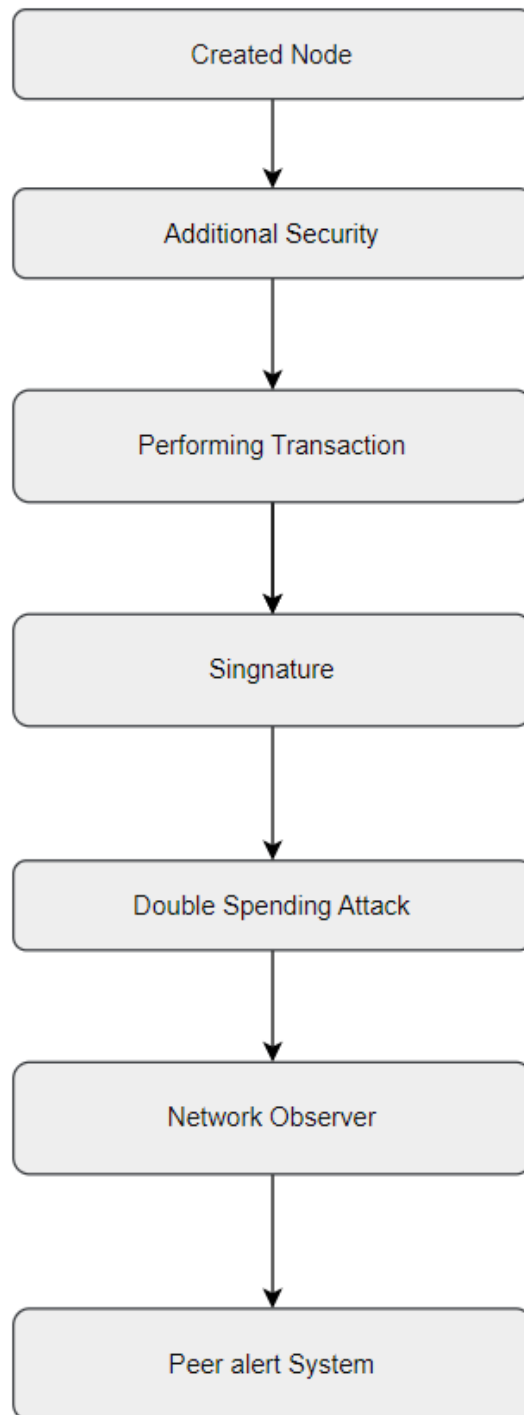 Created Node
Additional Security
Performing Transaction
Singnature
Double Spending Attack
Network Observer
Peer alert System